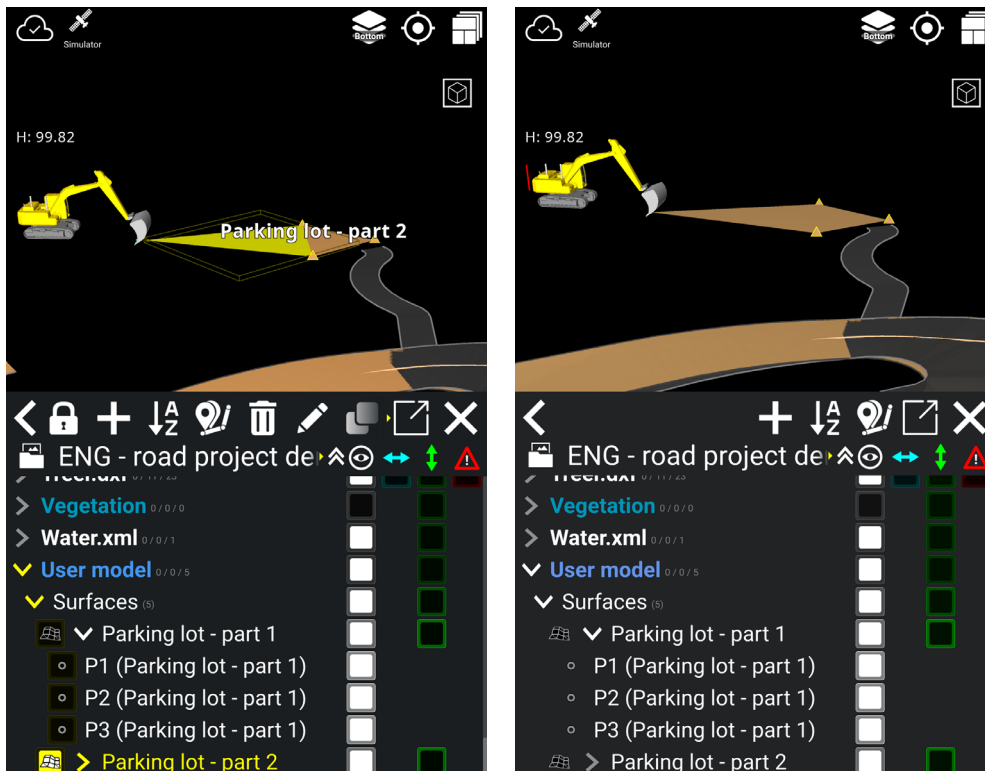 Bottom
Simulator
H: 99.82
Parking lot - part 2
A
Z
ENG - road project de
Vegetation 0/0/0
Water.xml 0/0/1
User model 0/0/5
Surfaces (5)
Parking lot - part 1
P1 (Parking lot - part 1)
P2 (Parking lot - part 1)
P3 (Parking lot - part 1)
Parking lot - part 2
Bottom
Simulator
H: 99.82
A
Z
ENG - road project de
Vegetation 0/0/0
Water.xml 0/0/1
User model 0/0/5
Surfaces (5)
Parking lot - part 1
P1 (Parking lot - part 1)
P2 (Parking lot - part 1)
P3 (Parking lot - part 1)
Parking lot - part 2